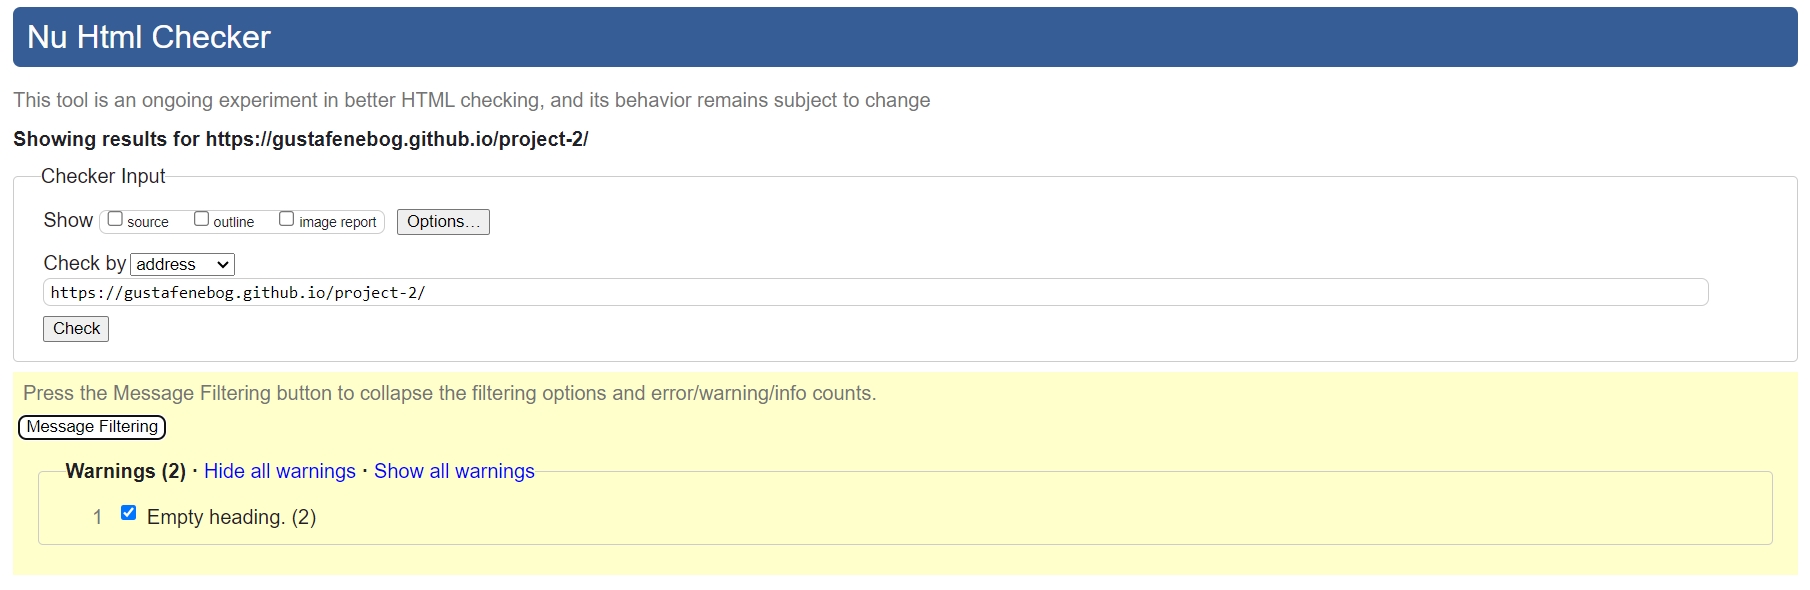 Nu Html Checker
This tool is an ongoing experiment in better HTML checking, and its behavior remains subject to change
Showing results for https://gustafenebog.github.io/project-2/
Checker Input
Show source outline image report Options...
Check by address
https://gustafenebog.github.io/project-2/
Check
Press the Message Filtering button to collapse the filtering options and error/warning/info counts.
Message Filtering
Warnings (2) · Hide all warnings · Show all warnings
1 Empty heading. (2)